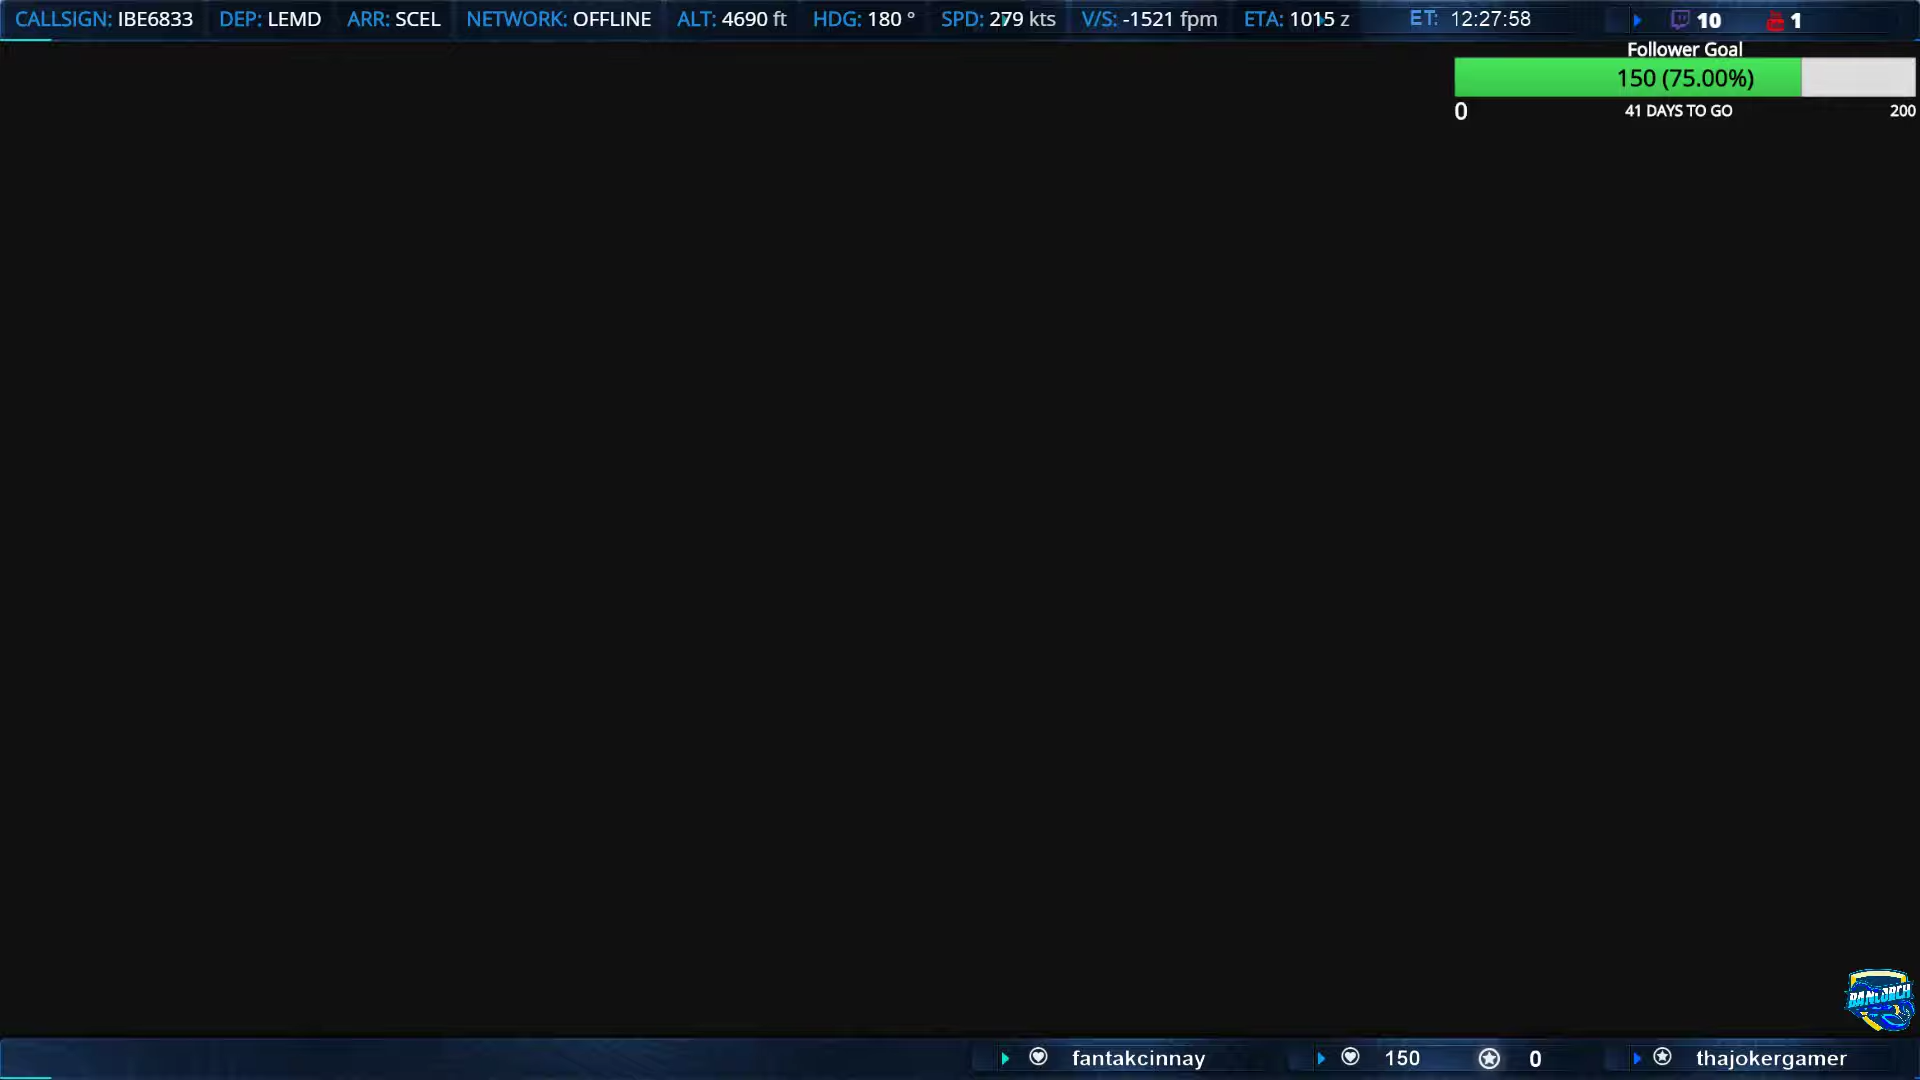 CALLSIGN: IBE6833 DEP: LEMD ARR: SCEL NETWORK: OFFLINE ALT: 4690 ft HDG: 180 ° SPD: 279 kts V/S: -1521 fpm ETA: 1015 z ET: 12:27:58 10 1
Follower Goal
150 (75.00%)
0 41 DAYS TO GO 200
BANCORCH
fantakcinnay 150 0 thajokergamer